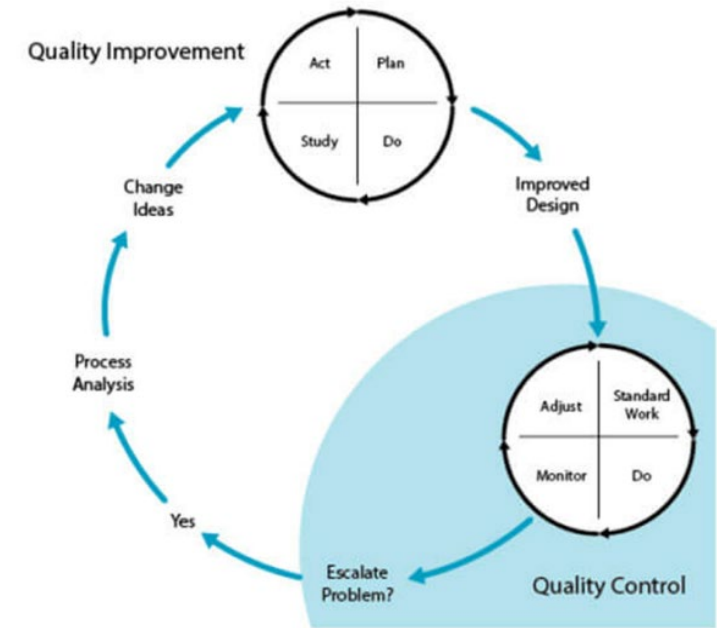 Quality Improvement
Act
Plan
Study
Do
Change
Ideas
Improved
Design
Process
Analysis
Adjust
Standard
Work
Monitor
Do
Yes
Escalate
Problem?
Quality Control